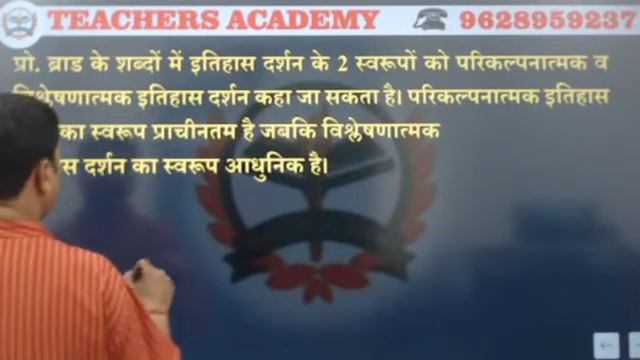 TEACHERS ACADEMY ☎ 9628959237
प्रो. ब्राड के शब्दों में इतिहास दर्शन के 2 स्वरूपों को परिकल्पनात्मक व
विश्लेषणात्मक इतिहास दर्शन कहा जा सकता है। परिकल्पनात्मक इतिहास
का स्वरूप प्राचीनतम है जबकि विश्लेषणात्मक
स दर्शन का स्वरूप आधुनिक है।